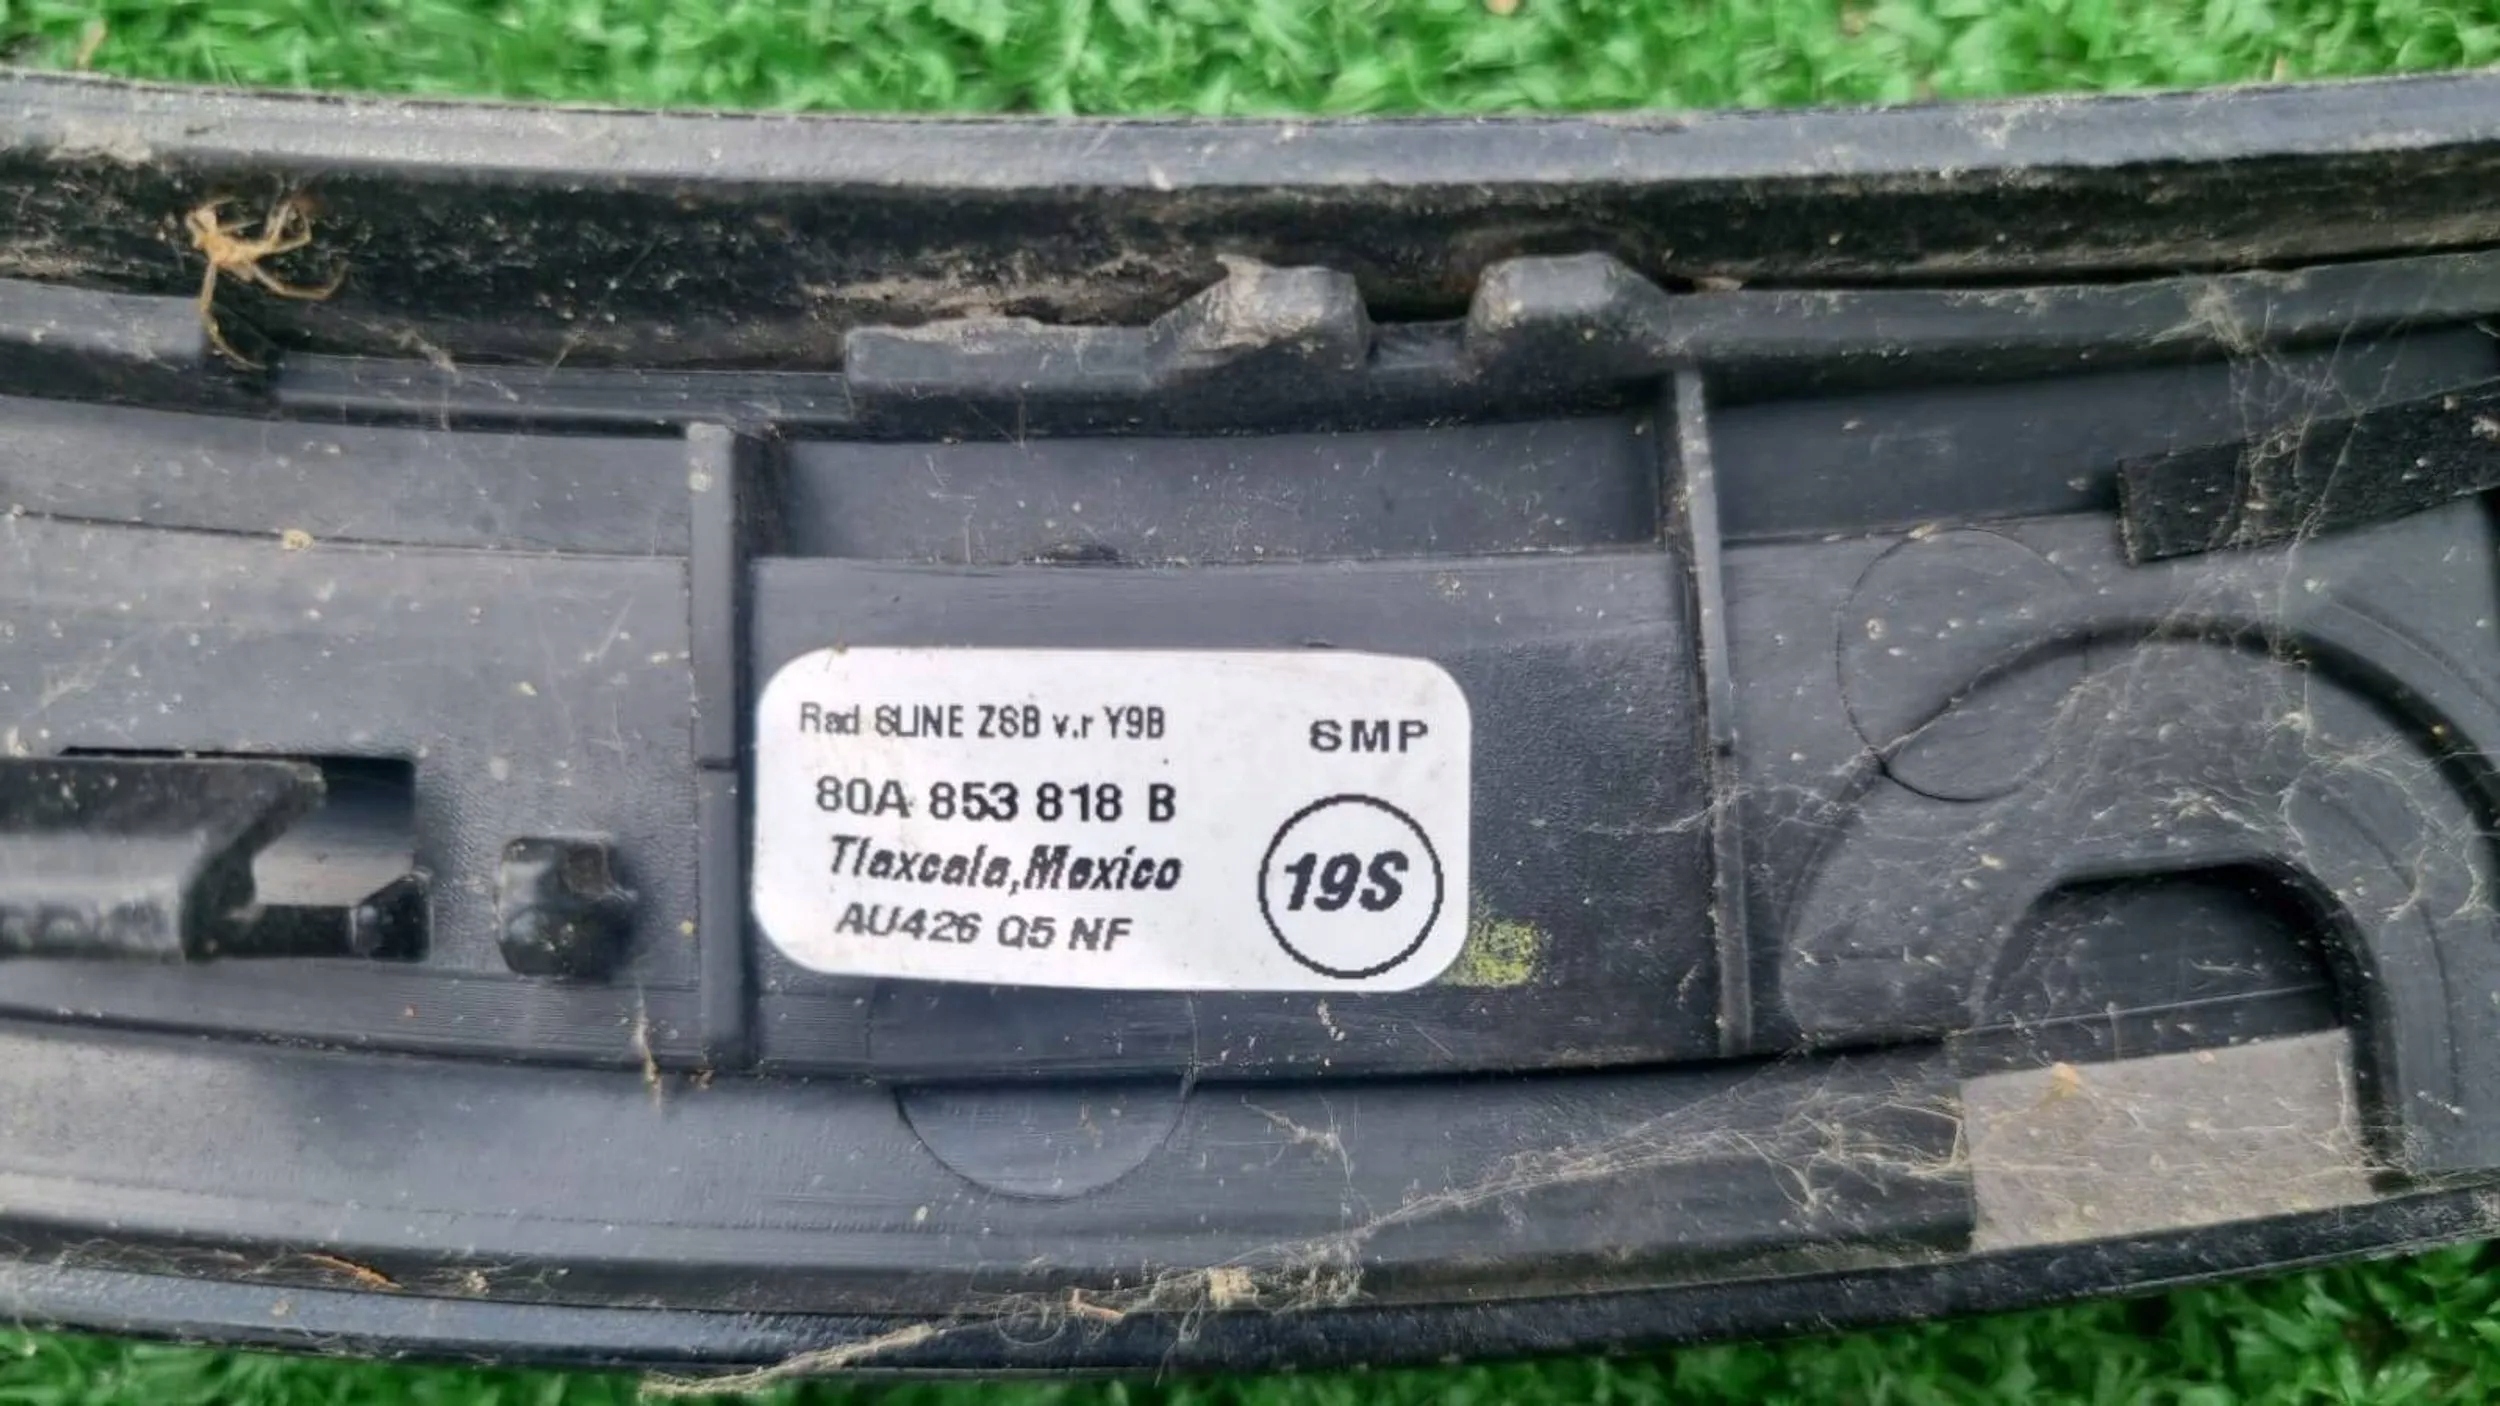 Rad SLINE ZSB v.r Y9B
SMP
80A 853 818 B
Tlaxcala,Mexico
19S
AU426 Q5 NF